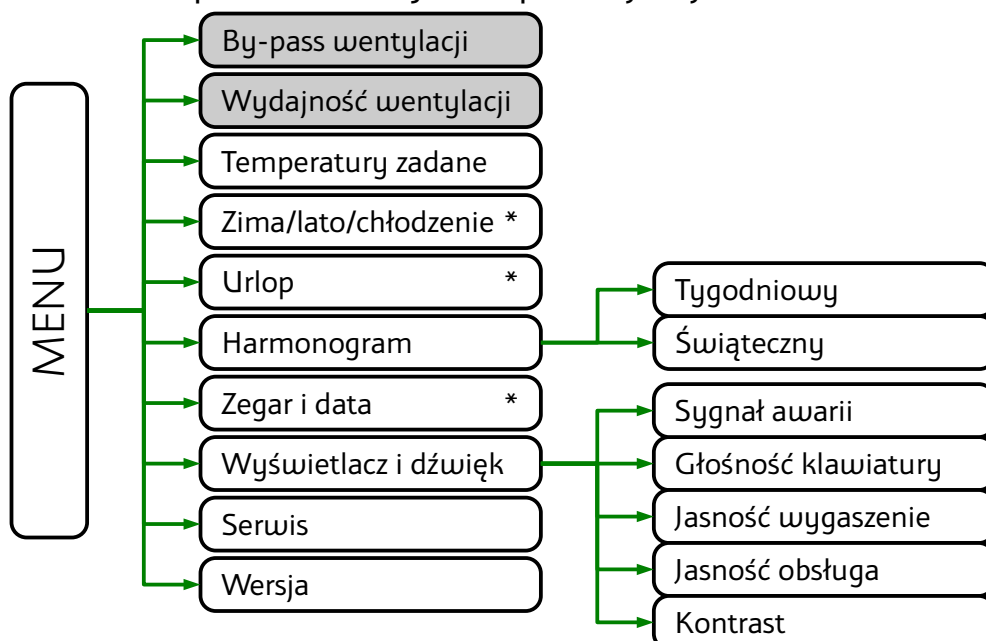 MENU
By-pass wentylacji
Wydajność wentylacji
Temperatury zadane
Zima/lato/chłodzenie *
Urlop *
Harmonogram
Tygodniowy
Świąteczny
Zegar i data *
Wyświetlacz i dźwięk
Sygnał awarii
Głośność klawiatury
Jasność wygaszenie
Jasność obsługa
Kontrast
Serwis
Wersja